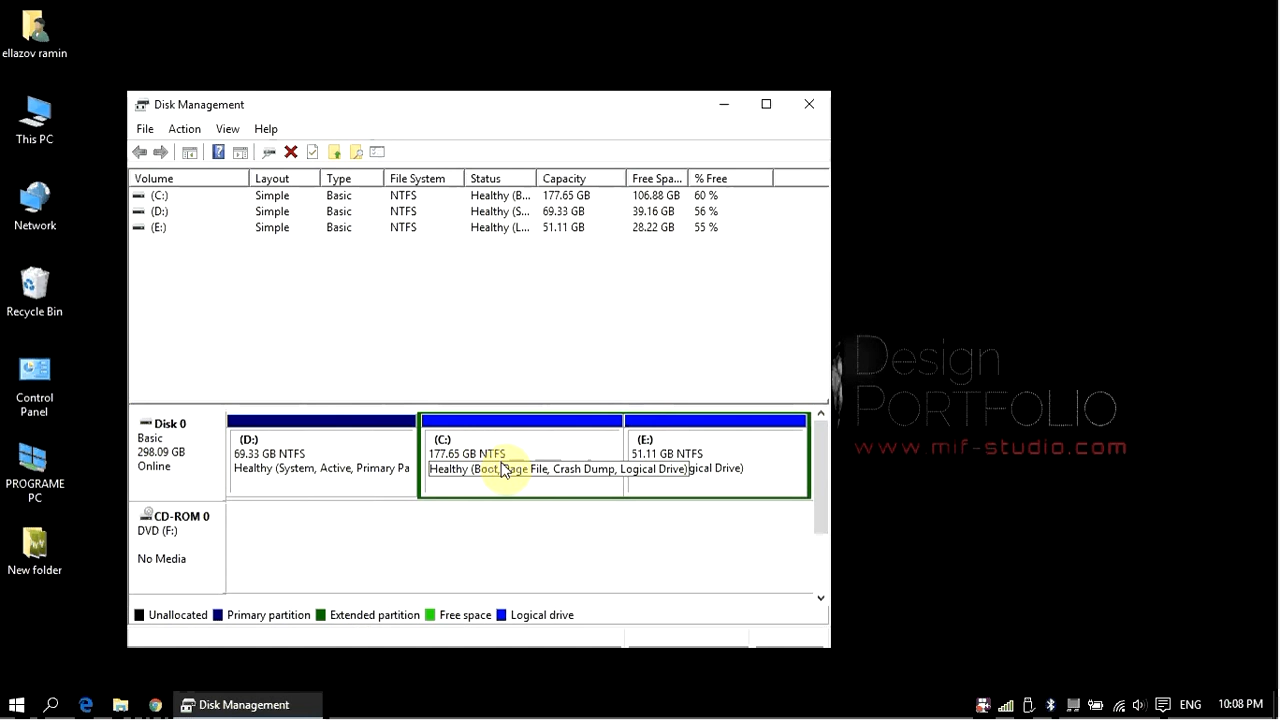 ellazov ramin
This PC
Network
Recycle Bin
Control
Panel
PROGRAME
PC
New folder
Disk Management
File Action View Help
Volume Layout Type File System Status Capacity Free Spa... % Free
(C:) Simple Basic NTFS Healthy (B... 177.65 GB 106.88 GB 60 %
(D:) Simple Basic NTFS Healthy (S... 69.33 GB 39.16 GB 56 %
(E:) Simple Basic NTFS Healthy (L... 51.11 GB 28.22 GB 55 %
Disk 0
Basic
298.09 GB
Online
(D:)
69.33 GB NTFS
Healthy (System, Active, Primary Pa
(C:)
177.65 GB NTFS
Healthy (Boot, File, Crash Dump, Logical Drive)
(E:)
51.11 GB NTFS
Drive)
CD-ROM 0
DVD (F:)
No Media
Unallocated Primary partition Extended partition Free space Logical drive
Design
PORTFOLIO
www.mif-studio.com
Disk Management
ENG 10:08 PM